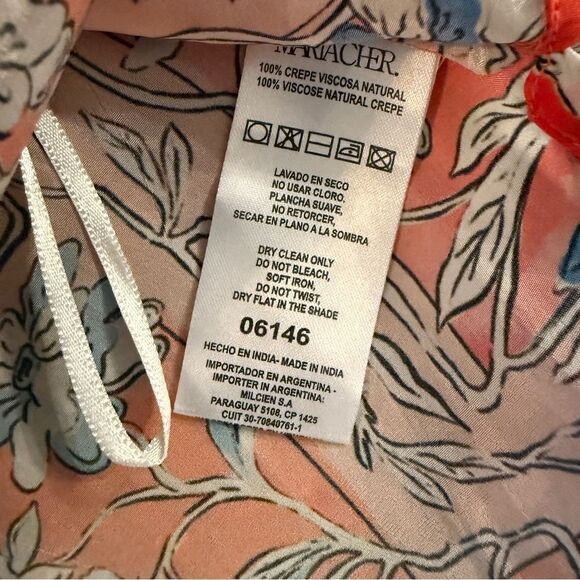 MARIACHER.
100% CREPE VISCOSA NATURAL
100% VISCOSE NATURAL CREPE
LAVADO EN SECO
NO USAR CLORO.
PLANCHA SUAVE,
NO RETORCER,
SECAR EN PLANO A LA SOMBRA
DRY CLEAN ONLY
DO NOT BLEACH,
SOFT IRON,
DO NOT TWIST,
DRY FLAT IN THE SHADE
06146
HECHO EN INDIA- MADE IN INDIA
IMPORTADOR EN ARGENTINA -
IMPORTER IN ARGENTINA:
MILCIEN S.A
PARAGUAY 5108, CP 1425
CUIT 30-70840761-1